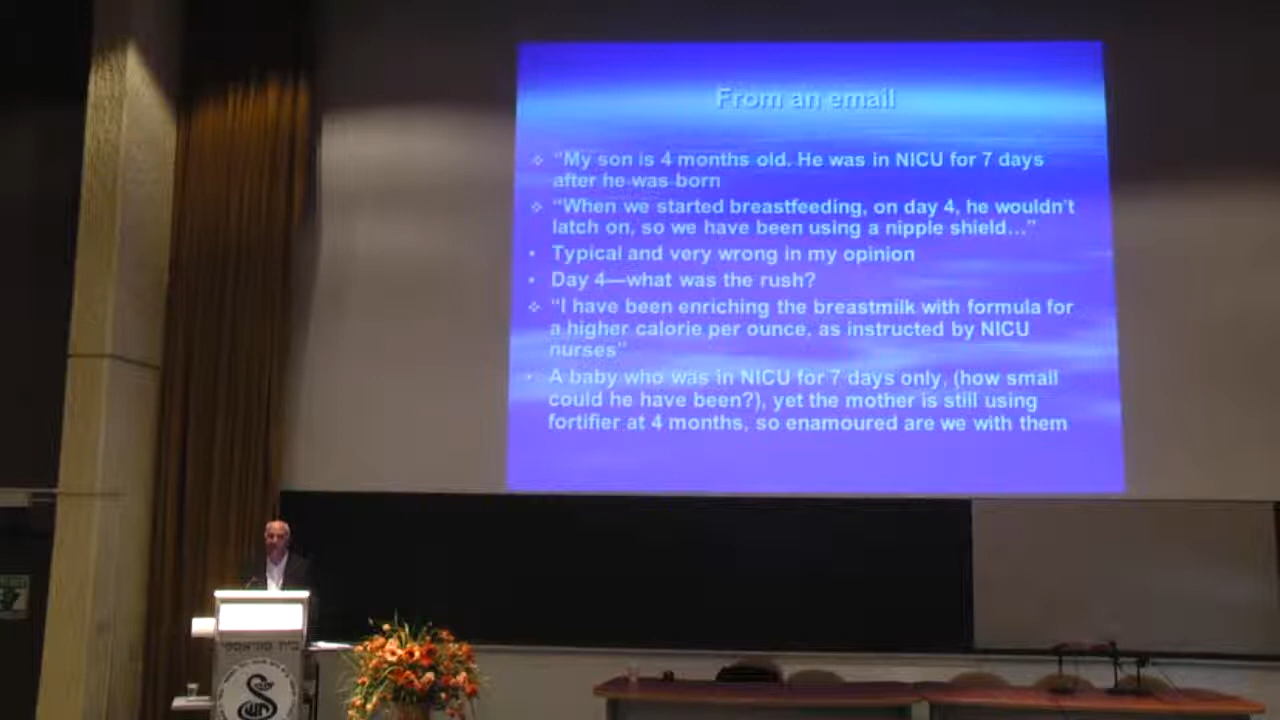 From an email
❖ “My son is 4 months old. He was in NICU for 7 days
after he was born
❖ “When we started breastfeeding, on day 4, he wouldn’t
latch on, so we have been using a nipple shield…”
• Typical and very wrong in my opinion
• Day 4—what was the rush?
❖ “I have been enriching the breastmilk with formula for
a higher calorie per ounce, as instructed by NICU
nurses”
• A baby who was in NICU for 7 days only, (how small
could he have been?), yet the mother is still using
fortifier at 4 months, so enamoured are we with them